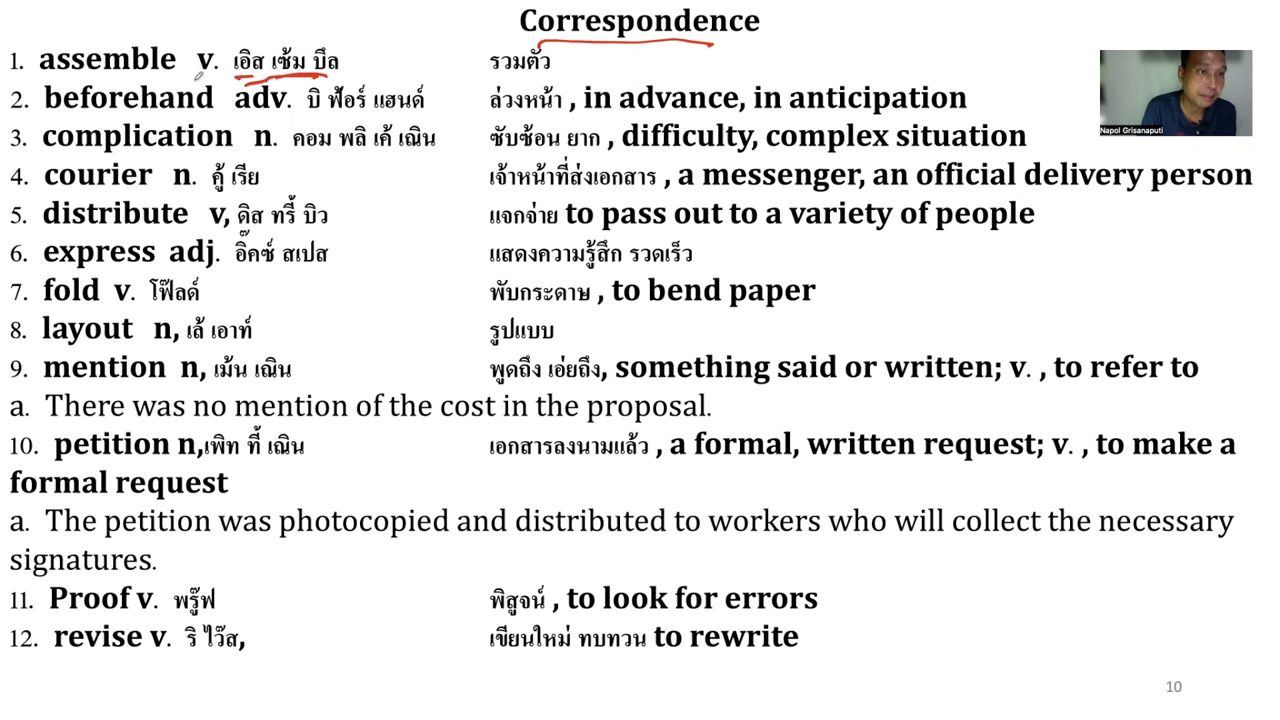 Correspondence
1. assemble v. เอิส เซ้ม บึล รวมตัว
2. beforehand adv. บิ ฟ้อร์ แฮนด์ ล่วงหน้า , in advance, in anticipation
3. complication n. คอม พลิ เค้ เณิน ซับซ้อน ยาก , difficulty, complex situation
4. courier n. คู้ เรีย เจ้าหน้าที่ส่งเอกสาร , a messenger, an official delivery person
5. distribute v, ดิส ทรี้ บิว แจกจ่าย to pass out to a variety of people
6. express adj. อิ๊คซ์ สเปส แสดงความรู้สึก รวดเร็ว
7. fold v. โฟ๊ลด์ พับกระดาษ , to bend paper
8. layout n, เล้ เอาท์ รูปแบบ
9. mention n, เม้น เณิน พูดถึง เอ่ยถึง, something said or written; v. , to refer to
a. There was no mention of the cost in the proposal.
10. petition n,เพิท ที้ เณิน เอกสารลงนามแล้ว , a formal, written request; v. , to make a
formal request
a. The petition was photocopied and distributed to workers who will collect the necessary
signatures.
11. Proof v. พรู๊ฟ พิสูจน์ , to look for errors
12. revise v. ริ ไว๊ส, เขียนใหม่ ทบทวน to rewrite
Napol Grisanaputi
10